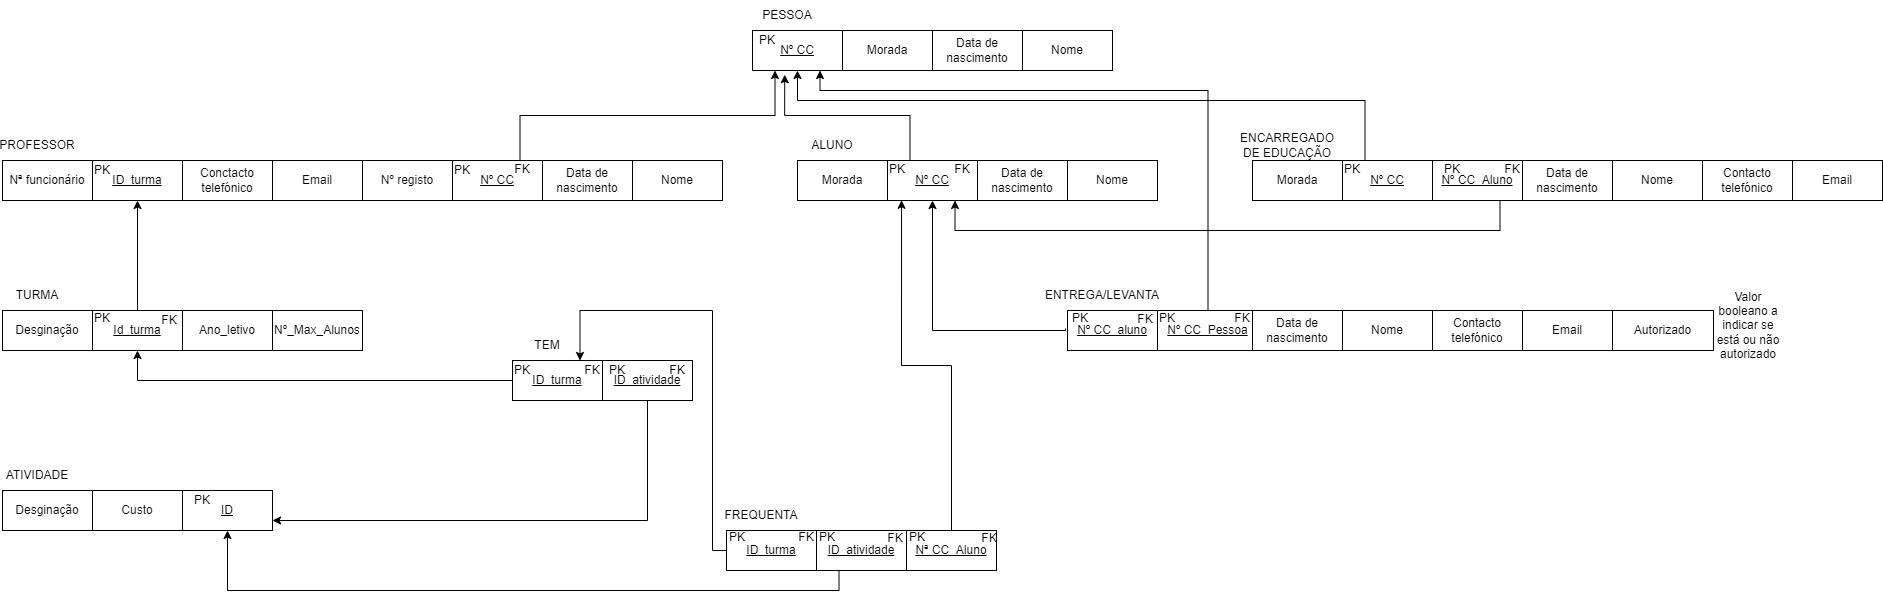 PESSOA
PK
Nº CC
Morada
Data de
nascimento
Nome
PROFESSOR
Nª funcionário
PK
ID_turma
Conctacto
telefónico
Email
Nº registo
PK
FK
Nº CC
Data de
nascimento
Nome
ALUNO
Morada
PK
FK
Nº CC
Data de
nascimento
Nome
ENCARREGADO
DE EDUCAÇÃO
Morada
PK
Nº CC
PK
FK
Nº CC_Aluno
Data de
nascimento
Nome
Contacto
telefónico
Email
TURMA
Desginação
PK
FK
Id_turma
Ano_letivo
Nº_Max_Alunos
ENTREGA/LEVANTA
PK
FK
Nº CC_aluno
PK
FK
Nº CC_Pessoa
Data de
nascimento
Nome
Contacto
telefónico
Email
Autorizado
Valor
booleano a
indicar se
está ou não
autorizado
TEM
PK
FK
ID_turma
PK
FK
ID_atividade
ATIVIDADE
Desginação
Custo
PK
ID
FREQUENTA
PK
FK
ID_turma
PK
FK
ID_atividade
PK
FK
Nª CC_Aluno